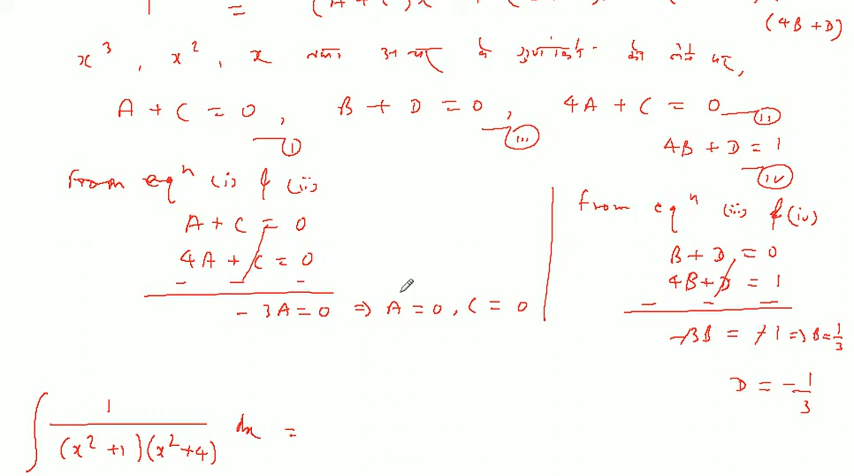 1 = (A + C) x
(4B + D)
x³, x², x तथा अचर के गुणांकों की तुलना पर,
A + C = 0, B + D = 0, 4A + C = 0 (ii)
(i) (iii) 4B + D = 1
(iv)
From eqⁿ (i) & (ii)
A + C = 0
4A + C = 0
- - -
- 3A = 0 ⇒ A = 0, C = 0
From eqⁿ (iii) & (iv)
B + D = 0
4B + D = 1
- - -
-3B = -1 ⇒ B = 1/3
D = -1/3
∫ 1/((x² + 1)(x² + 4)) dx =